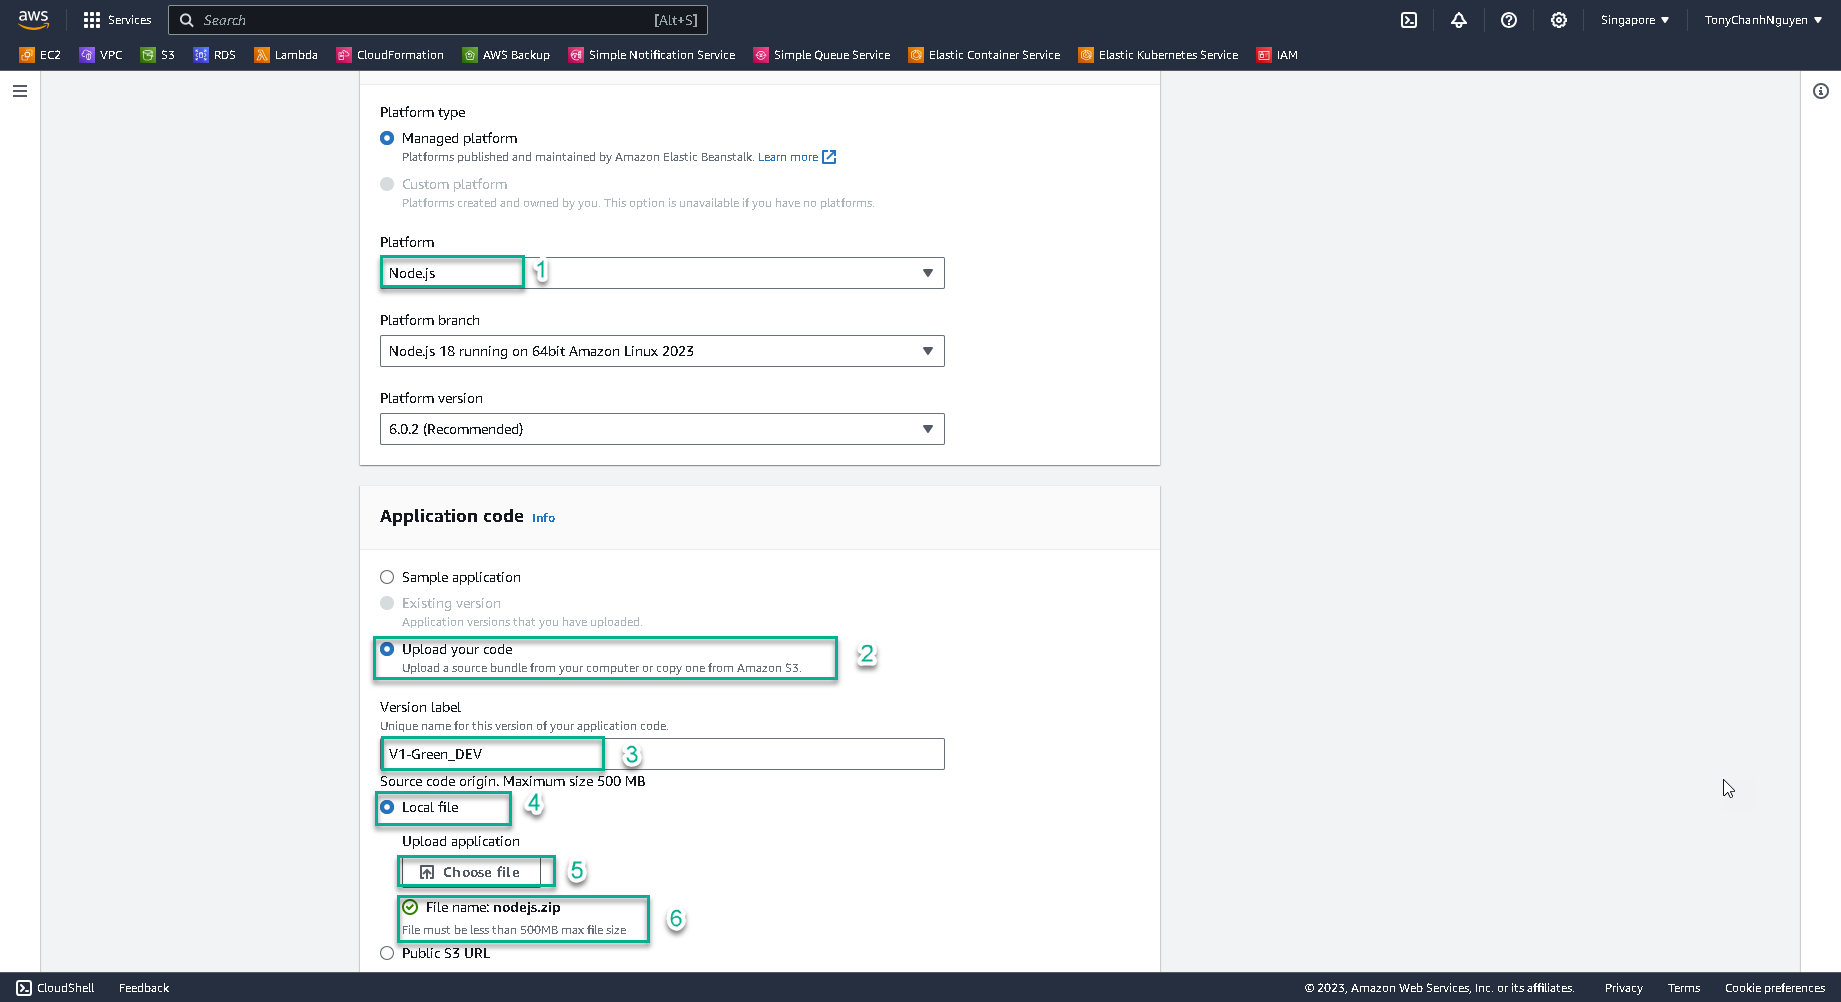 aws
Services
Search
[Alt+S]
Singapore
TonyChanhNguyen
EC2
VPC
S3
RDS
Lambda
CloudFormation
AWS Backup
Simple Notification Service
Simple Queue Service
Elastic Container Service
Elastic Kubernetes Service
IAM
Platform type
Managed platform
Platforms published and maintained by Amazon Elastic Beanstalk. Learn more
Custom platform
Platforms created and owned by you. This option is unavailable if you have no platforms.
Platform
Node.js
1
Platform branch
Node.js 18 running on 64bit Amazon Linux 2023
Platform version
6.0.2 (Recommended)
Application code Info
Sample application
Existing version
Application versions that you have uploaded.
Upload your code
2
Upload a source bundle from your computer or copy one from Amazon S3.
Version label
Unique name for this version of your application code.
V1-Green_DEV
3
Source code origin. Maximum size 500 MB
Local file
4
Upload application
Choose file
5
File name: nodejs.zip
6
File must be less than 500MB max file size
Public S3 URL
CloudShell
Feedback
© 2023, Amazon Web Services, Inc. or its affiliates.
Privacy
Terms
Cookie preferences